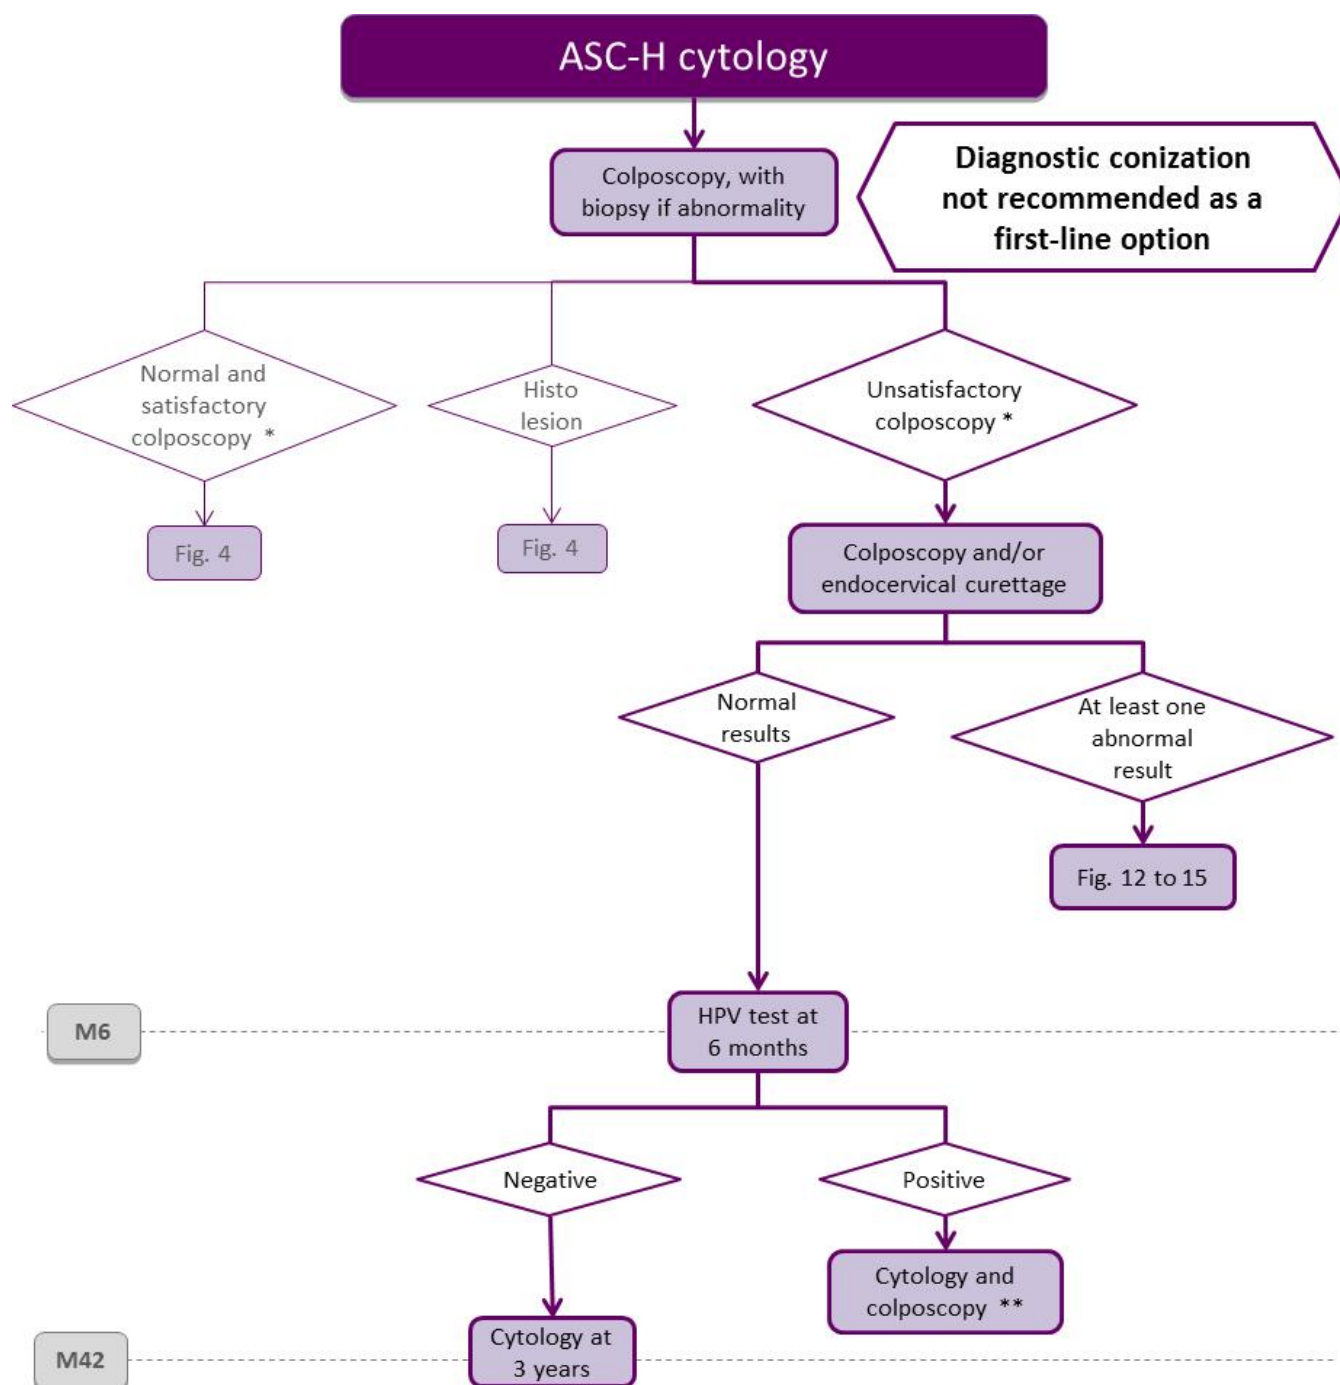 ASC-H cytology
Colposcopy, with
biopsy if abnormality
Diagnostic conization
not recommended as a
first-line option
Normal and
satisfactory
colposcopy *
Histo
lesion
Unsatisfactory
colposcopy *
Fig. 4
Fig. 4
Colposcopy and/or
endocervical curettage
Normal
results
At least one
abnormal
result
Fig. 12 to 15
M6
HPV test at
6 months
Negative
Positive
Cytology and
colposcopy **
M42
Cytology at
3 years